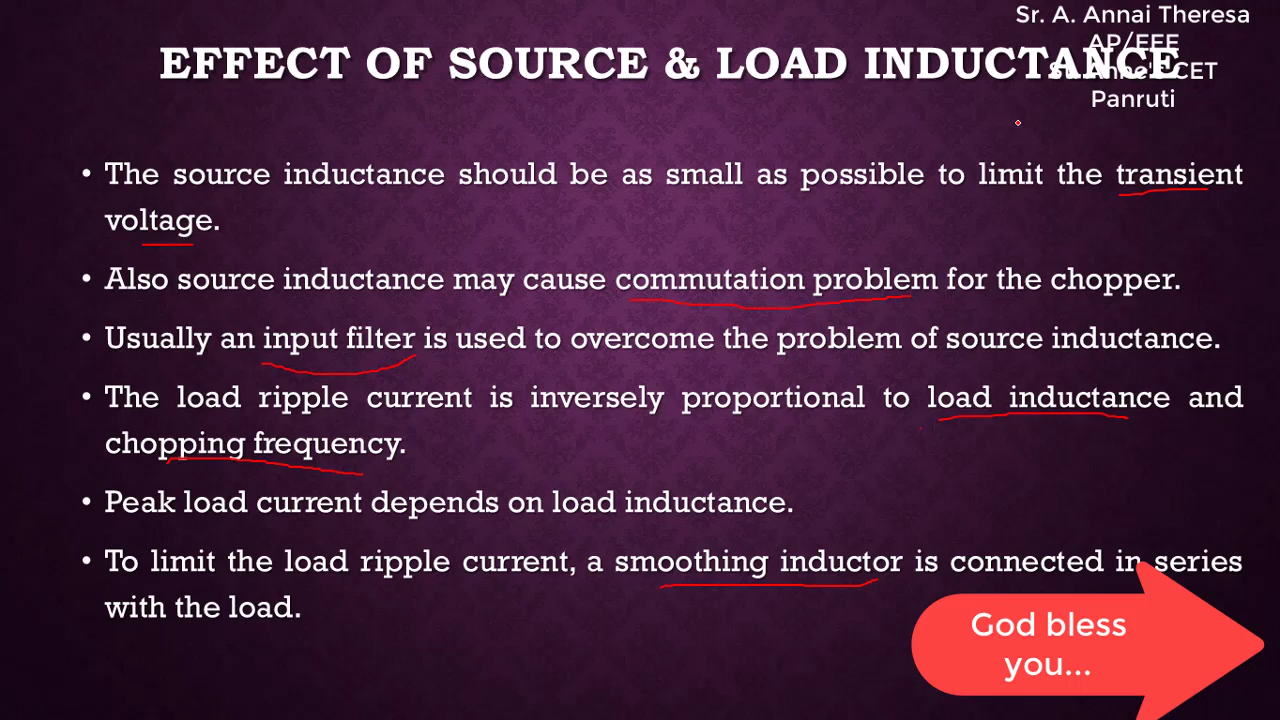 Sr. A. Annai Theresa
AP/EEE
St. Anne's CET
Panruti
EFFECT OF SOURCE & LOAD INDUCTANCE
• The source inductance should be as small as possible to limit the transient
voltage.
• Also source inductance may cause commutation problem for the chopper.
• Usually an input filter is used to overcome the problem of source inductance.
• The load ripple current is inversely proportional to load inductance and
chopping frequency.
• Peak load current depends on load inductance.
• To limit the load ripple current, a smoothing inductor is connected in series
with the load.
God bless
you...